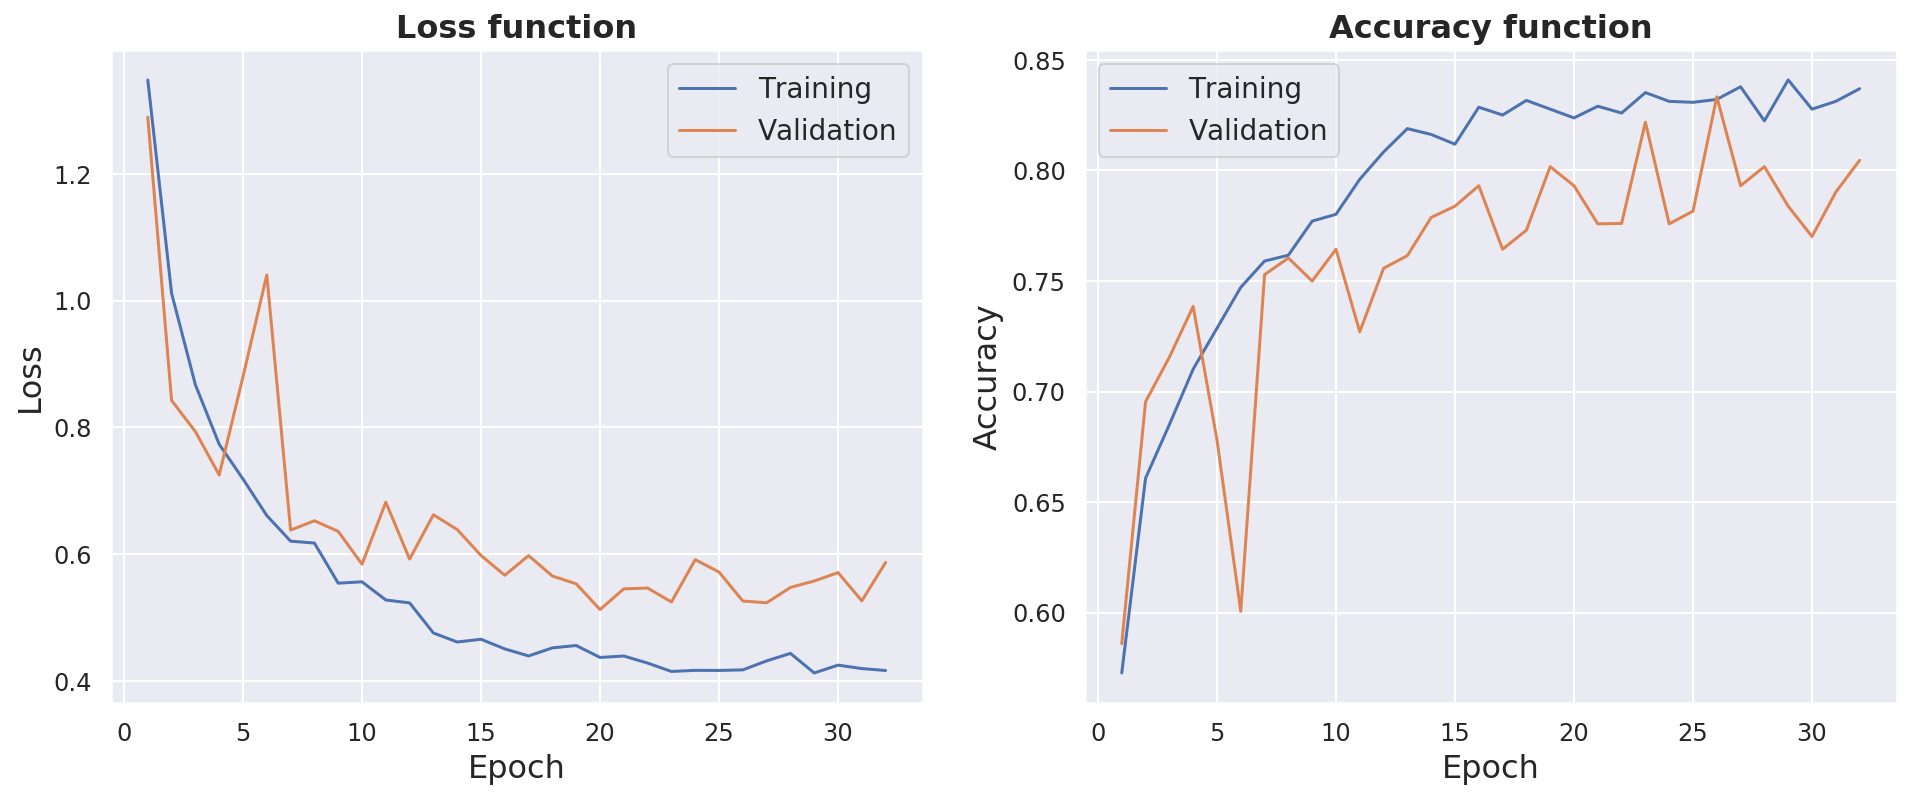 Loss function
Training
Validation
Loss
1.2
1.0
0.8
0.6
0.4
0 5 10 15 20 25 30
Epoch
Accuracy function
Training
Validation
Accuracy
0.85
0.80
0.75
0.70
0.65
0.60
0 5 10 15 20 25 30
Epoch